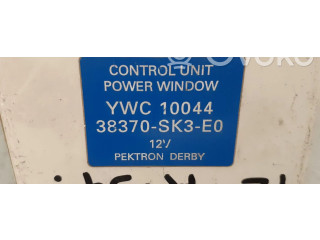 CONTROL UNIT
POWER WINDOW
YWC 10044
38370-SK3-E0
12V
PEKTRON DERBY